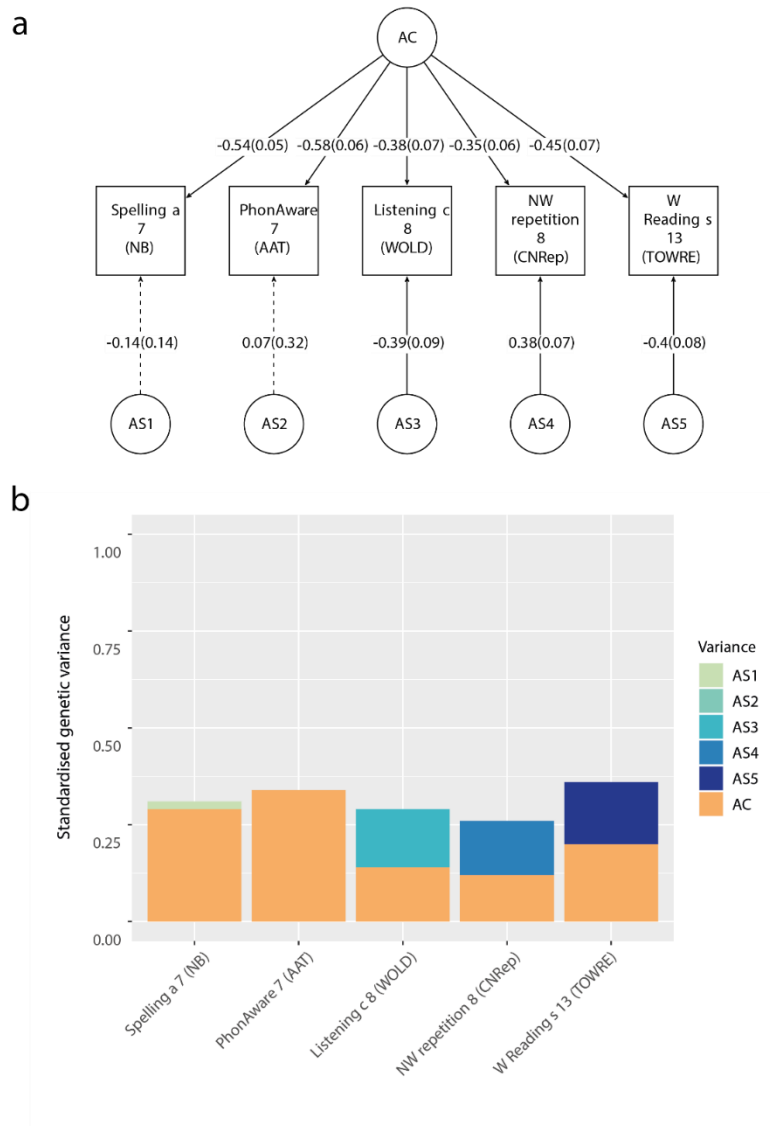 a
AC
-0.54(0.05) -0.58(0.06) -0.38(0.07) -0.35(0.06) -0.45(0.07)
Spelling a
7
(NB)
PhonAware
7
(AAT)
Listening c
8
(WOLD)
NW
repetition
8
(CNRep)
W
Reading s
13
(TOWRE)
-0.14(0.14) 0.07(0.32) -0.39(0.09) 0.38(0.07) -0.4(0.08)
AS1 AS2 AS3 AS4 AS5
b
Standardised genetic variance
1.00
0.75
0.50
0.25
0.00
Spelling a 7 (NB)
PhonAware 7 (AAT)
Listening c 8 (WOLD)
NW repetition 8 (CNRep)
W Reading s 13 (TOWRE)
Variance
AS1
AS2
AS3
AS4
AS5
AC